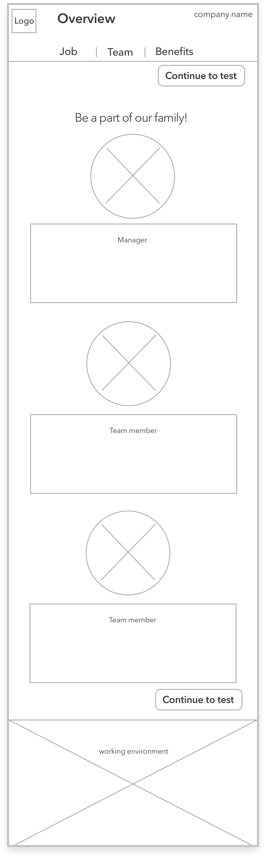 Logo
Overview
company name
Job | Team | Benefits
Continue to test
Be a part of our family!
Manager
Team member
Team member
Continue to test
working environment